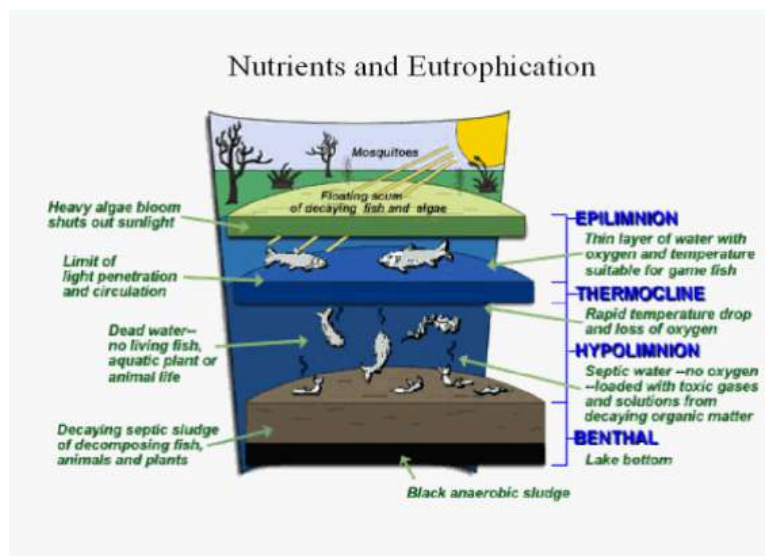 Nutrients and Eutrophication
Mosquitoes
Floating scum
of decaying fish and algae
Heavy algae bloom
shuts out sunlight
Limit of
light penetration
and circulation
Dead water--
no living fish,
aquatic plant or
animal life
Decaying septic sludge
of decomposing fish,
animals and plants
Black anaerobic sludge
EPILIMNION
Thin layer of water with
oxygen and temperature
suitable for game fish
THERMOCLINE
Rapid temperature drop
and loss of oxygen
HYPOLIMNION
Septic water --no oxygen
--loaded with toxic gases
and solutions from
decaying organic matter
BENTHAL
Lake bottom